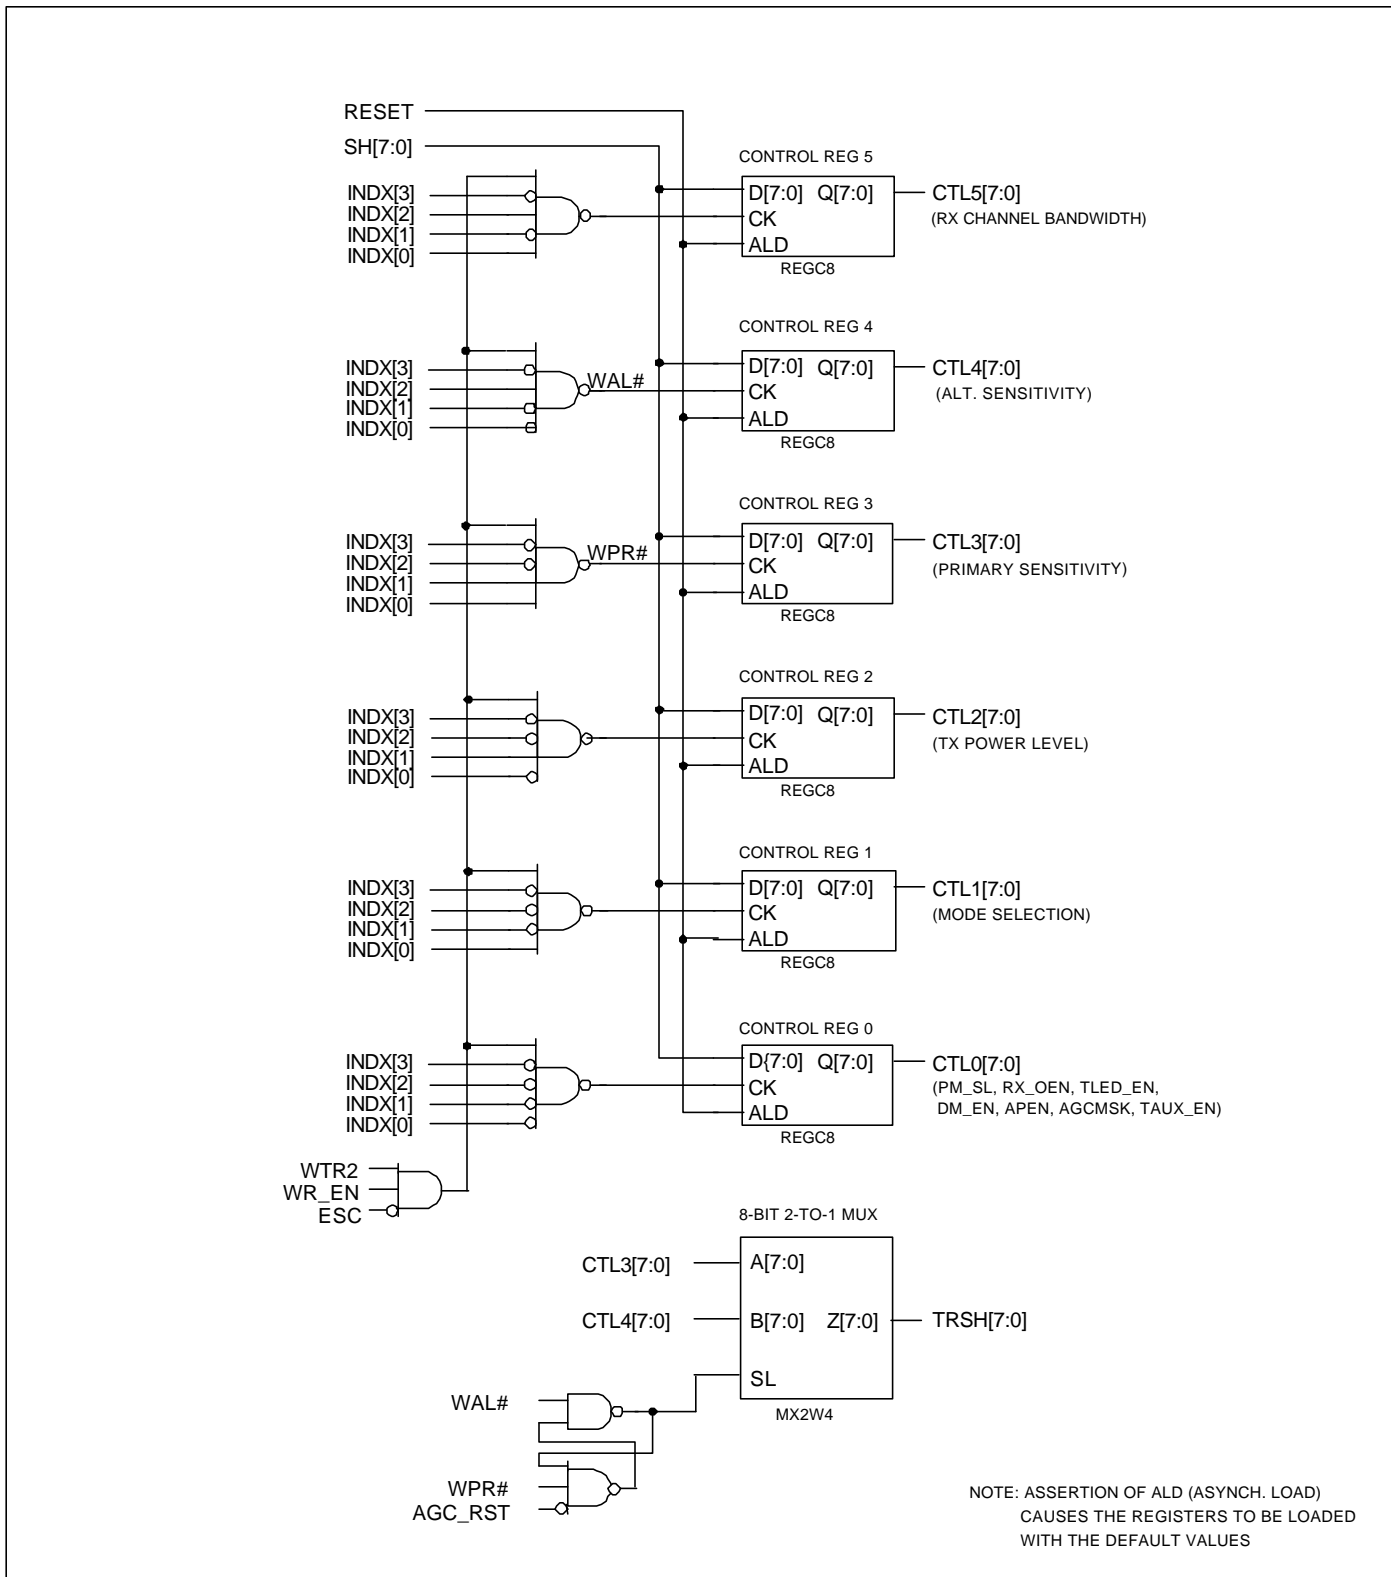 RESET
SH[7:0]
CONTROL REG 5
INDX[3]
INDX[2]
INDX[1]
INDX[0]
D[7:0] Q[7:0]
CK
ALD
REGC8
CTL5[7:0]
(RX CHANNEL BANDWIDTH)
CONTROL REG 4
INDX[3]
INDX[2]
INDX[1]
INDX[0]
WAL#
D[7:0] Q[7:0]
CK
ALD
REGC8
CTL4[7:0]
(ALT. SENSITIVITY)
CONTROL REG 3
INDX[3]
INDX[2]
INDX[1]
INDX[0]
WPR#
D[7:0] Q[7:0]
CK
ALD
REGC8
CTL3[7:0]
(PRIMARY SENSITIVITY)
CONTROL REG 2
INDX[3]
INDX[2]
INDX[1]
INDX[0]
D[7:0] Q[7:0]
CK
ALD
REGC8
CTL2[7:0]
(TX POWER LEVEL)
CONTROL REG 1
INDX[3]
INDX[2]
INDX[1]
INDX[0]
D[7:0] Q[7:0]
CK
ALD
REGC8
CTL1[7:0]
(MODE SELECTION)
CONTROL REG 0
INDX[3]
INDX[2]
INDX[1]
INDX[0]
D{7:0] Q[7:0]
CK
ALD
REGC8
CTL0[7:0]
(PM_SL, RX_OEN, TLED_EN,
DM_EN, APEN, AGCMSK, TAUX_EN)
WTR2
WR_EN
ESC
8-BIT 2-TO-1 MUX
CTL3[7:0]
CTL4[7:0]
A[7:0]
B[7:0] Z[7:0]
SL
MX2W4
TRSH[7:0]
WAL#
WPR#
AGC_RST
NOTE: ASSERTION OF ALD (ASYNCH. LOAD)
CAUSES THE REGISTERS TO BE LOADED
WITH THE DEFAULT VALUES